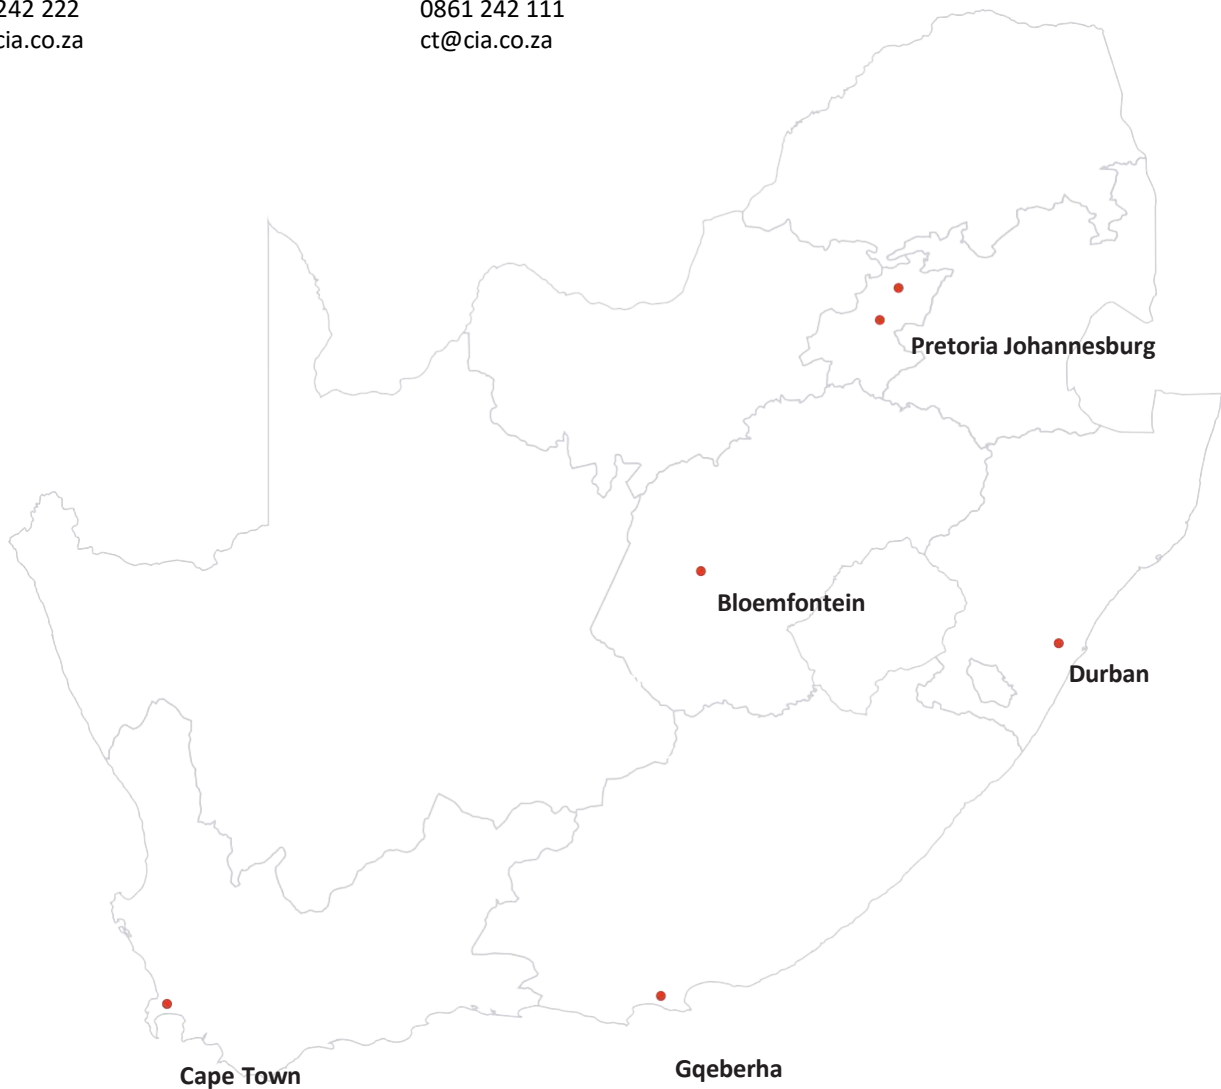 242 222
cia.co.za
0861 242 111
ct@cia.co.za
Pretoria Johannesburg
Bloemfontein
Durban
Gqeberha
Cape Town